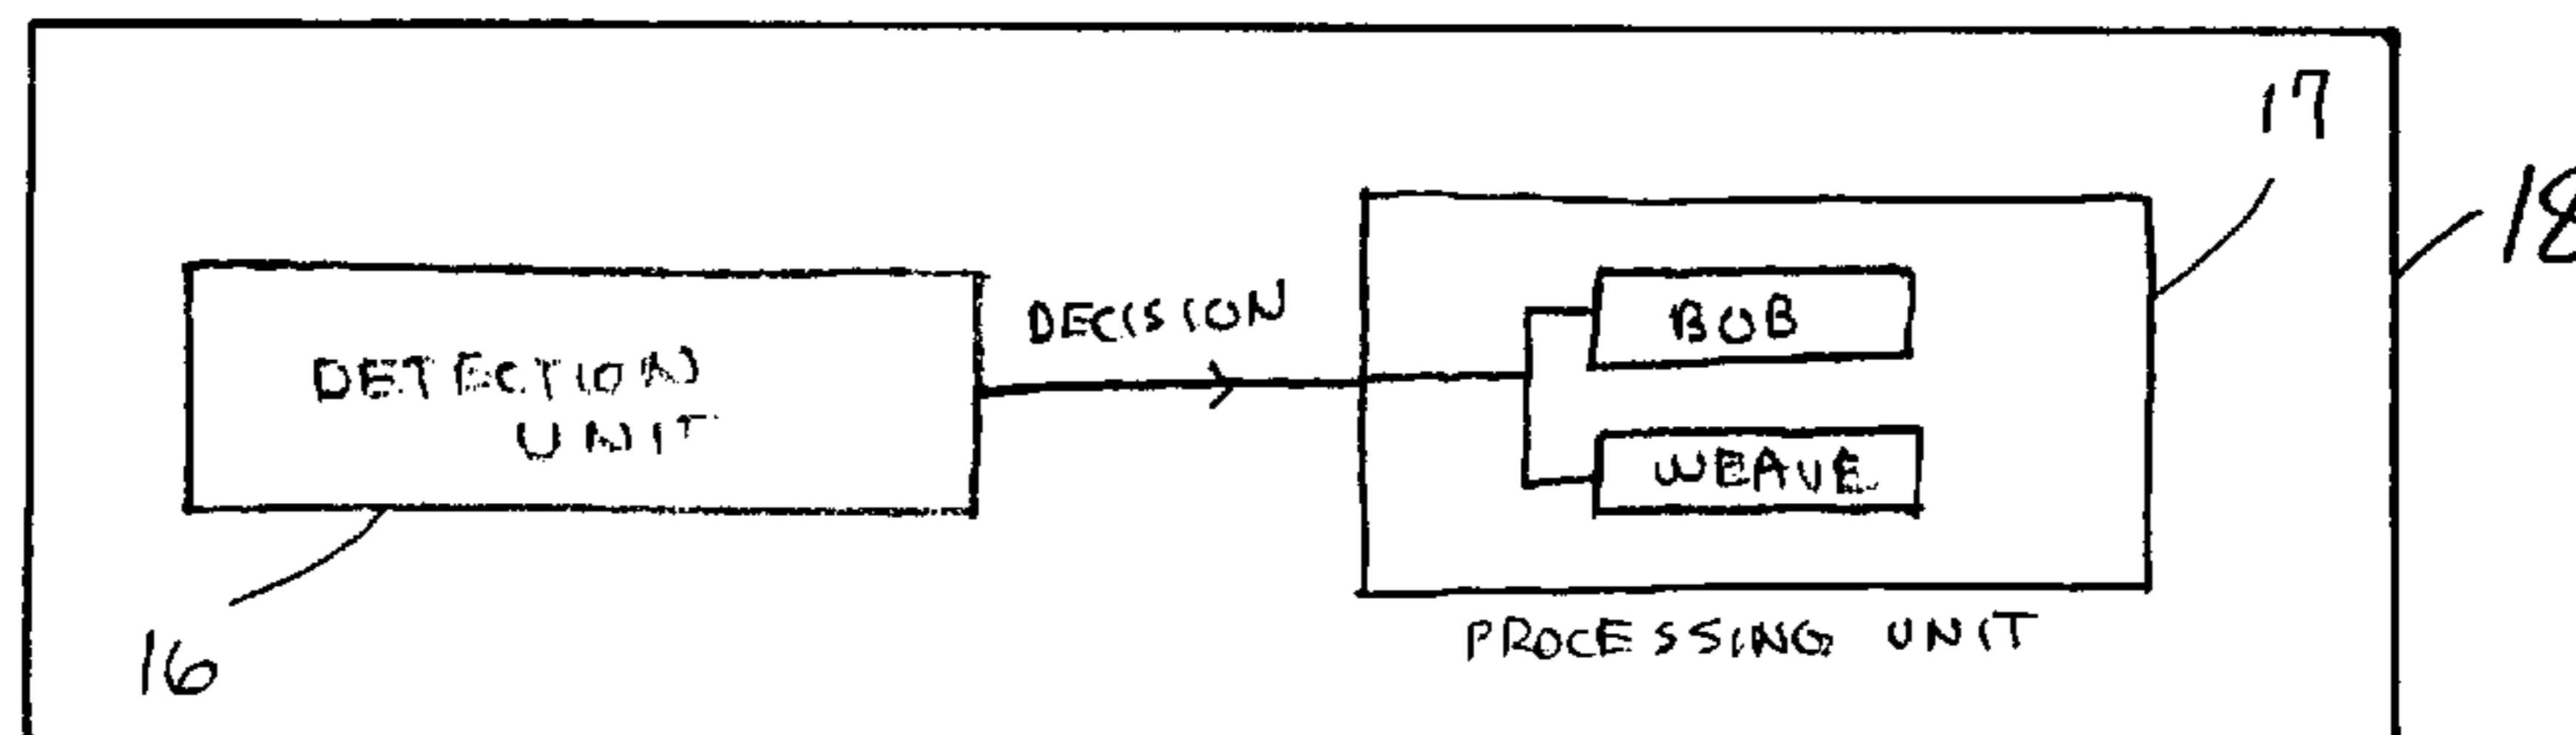 17
18
DECISION
BOB
DETECTION
UNIT
WEAVE
PROCESSING UNIT
16